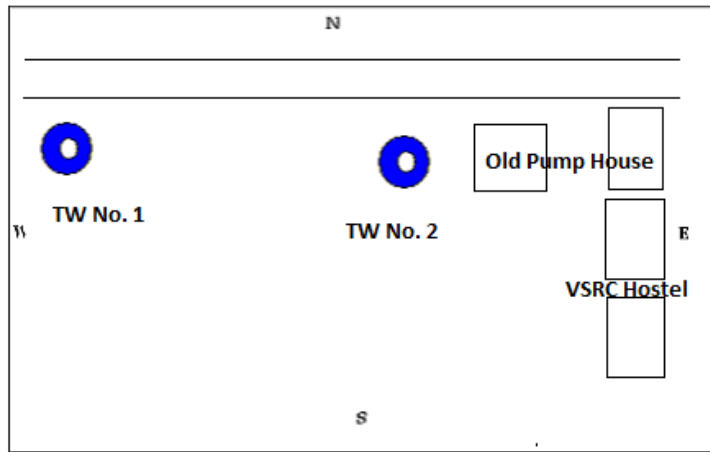 N
Old Pump House
TW No. 1
TW No. 2
W
E
VSRC Hostel
S